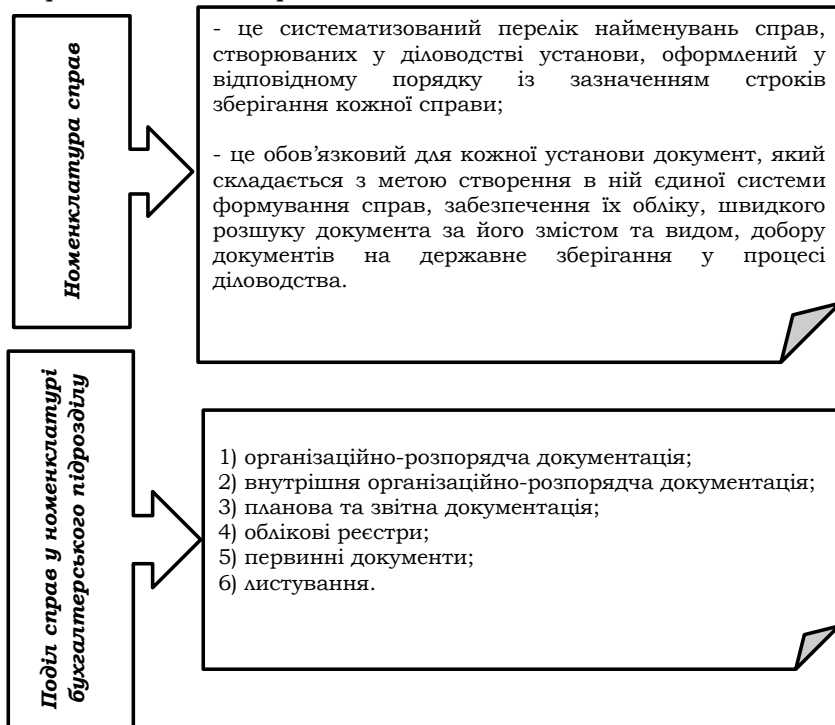 Номенклатура справ
- це систематизований перелік найменувань справ,
створюваних у діловодстві установи, оформлений у
відповідному порядку із зазначенням строків
зберігання кожної справи;
- це обов’язковий для кожної установи документ, який
складається з метою створення в ній єдиної системи
формування справ, забезпечення їх обліку, швидкого
розшуку документа за його змістом та видом, добору
документів на державне зберігання у процесі
діловодства.
Поділ справ у номенклатурі
бухгалтерського підрозділу
1) організаційно-розпорядча документація;
2) внутрішня організаційно-розпорядча документація;
3) планова та звітна документація;
4) облікові реєстри;
5) первинні документи;
6) листування.